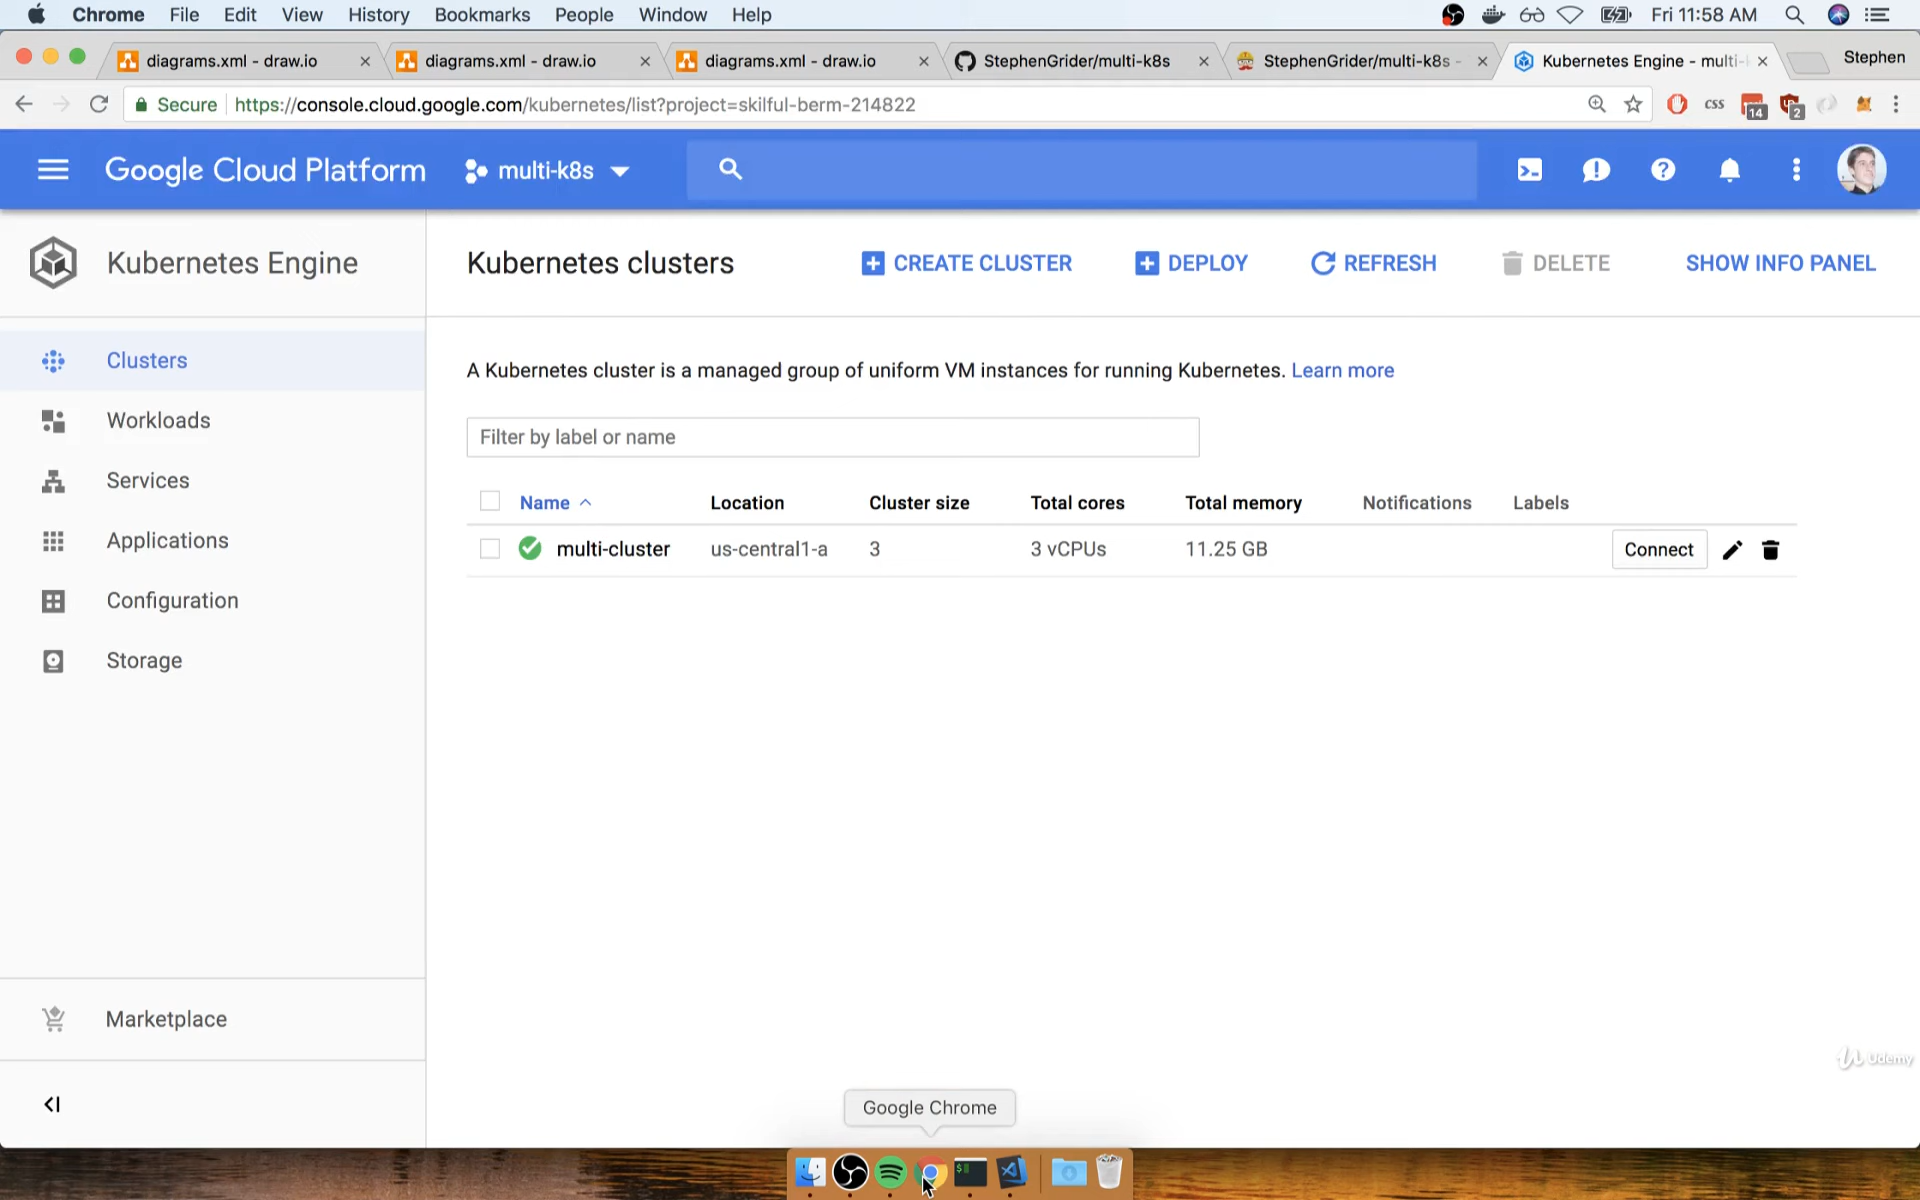 Chrome File Edit View History Bookmarks People Window Help Fri 11:58 AM
diagrams.xml - draw.io diagrams.xml - draw.io diagrams.xml - draw.io StephenGrider/multi-k8s StephenGrider/multi-k8s - Kubernetes Engine - multi- Stephen
Secure https://console.cloud.google.com/kubernetes/list?project=skilful-berm-214822 CSS 14 2
Google Cloud Platform multi-k8s
Kubernetes Engine
Kubernetes clusters CREATE CLUSTER DEPLOY REFRESH DELETE SHOW INFO PANEL
Clusters
Workloads
Services
Applications
Configuration
Storage
Marketplace
A Kubernetes cluster is a managed group of uniform VM instances for running Kubernetes. Learn more
Filter by label or name
Name Location Cluster size Total cores Total memory Notifications Labels
multi-cluster us-central1-a 3 3 vCPUs 11.25 GB Connect
Udemy
Google Chrome